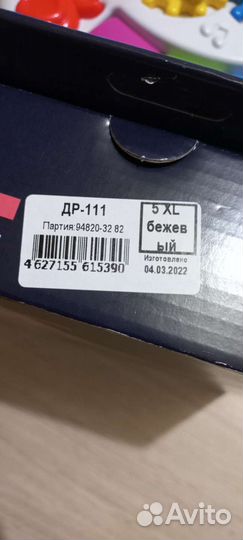 ДР-111
Партия:94820-32 82
4 627155 615390
5 XL
бежев
ый
Изготовлено
04.03.2022
Avito